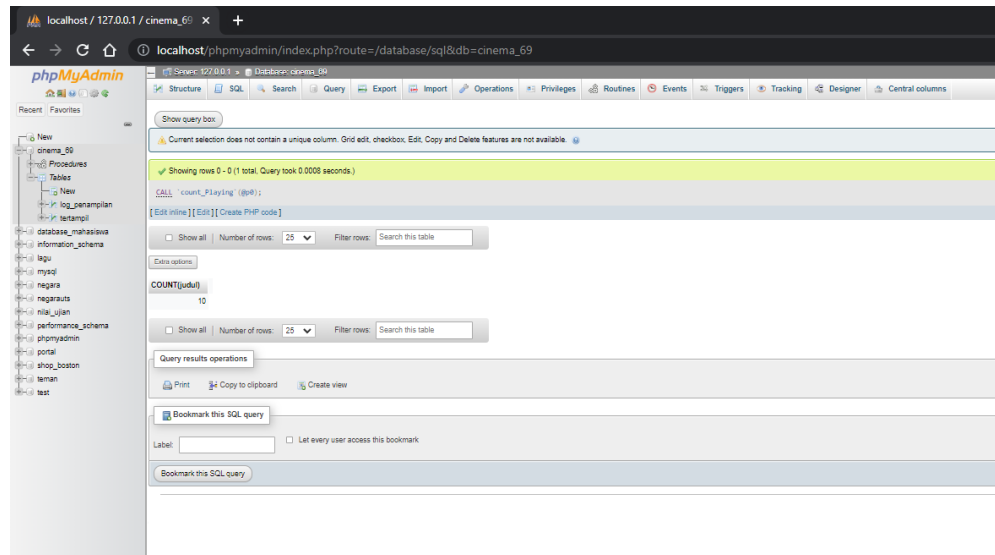 localhost / 127.0.0.1 / cinema_69
localhost/phpmyadmin/index.php?route=/database/sql&db=cinema_69
phpMyAdmin
Recent Favorites
New
cinema_69
Procedures
Tables
New
log_penampilan
tertampil
database_mahasiswa
information_schema
lagu
mysql
negara
negarauts
nilai_ujian
performance_schema
phpmyadmin
portal
shop_boston
teman
test
Server: 127.0.0.1 » Database: cinema_69
Structure SQL Search Query Export Import Operations Privileges Routines Events Triggers Tracking Designer Central columns
Show query box
Current selection does not contain a unique column. Grid edit, checkbox, Edit, Copy and Delete features are not available.
Showing rows 0 - 0 (1 total, Query took 0.0008 seconds.)
CALL `count_Playing`(@p0);
[ Edit inline ] [ Edit ] [ Create PHP code ]
Show all | Number of rows: 25 Filter rows: Search this table
Extra options
COUNT(judul)
10
Show all | Number of rows: 25 Filter rows: Search this table
Query results operations
Print Copy to clipboard Create view
Bookmark this SQL query
Label: Let every user access this bookmark
Bookmark this SQL query